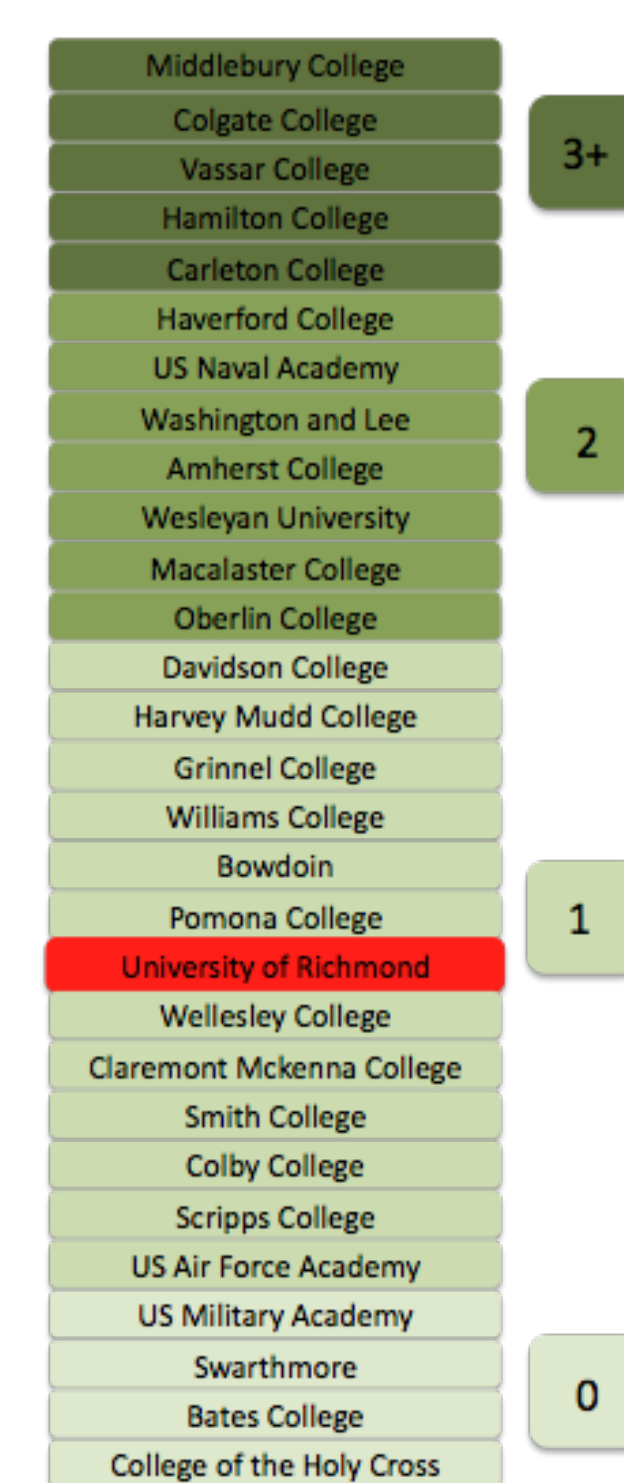 Middlebury College
Colgate College
3+
Vassar College
Hamilton College
Carleton College
Haverford College
US Naval Academy
Washington and Lee
2
Amherst College
Wesleyan University
Macalaster College
Oberlin College
Davidson College
Harvey Mudd College
Grinnel College
Williams College
Bowdoin
Pomona College
1
University of Richmond
Wellesley College
Claremont Mckenna College
Smith College
Colby College
Scripps College
US Air Force Academy
US Military Academy
Swarthmore
0
Bates College
College of the Holy Cross